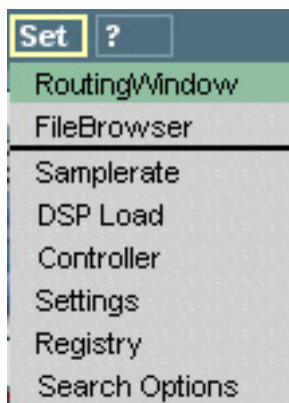 Set ?
RoutingWindow
FileBrowser
Samplerate
DSP Load
Controller
Settings
Registry
Search Options